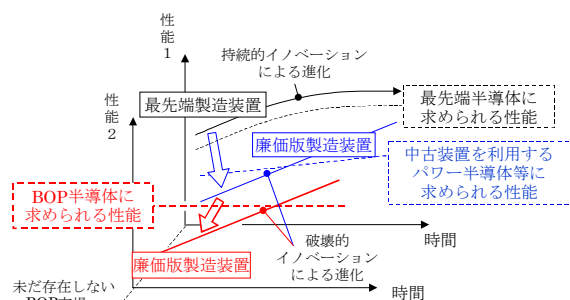 性
能
1
持続的イノベーション
による進化
最先端製造装置
最先端半導体に
求められる性能
性
能
2
廉価版製造装置
中古装置を利用する
パワー半導体等に
求められる性能
BOP半導体に
求められる性能
時間
破壊的
イノベーション
による進化
廉価版製造装置
未だ存在しない
時間